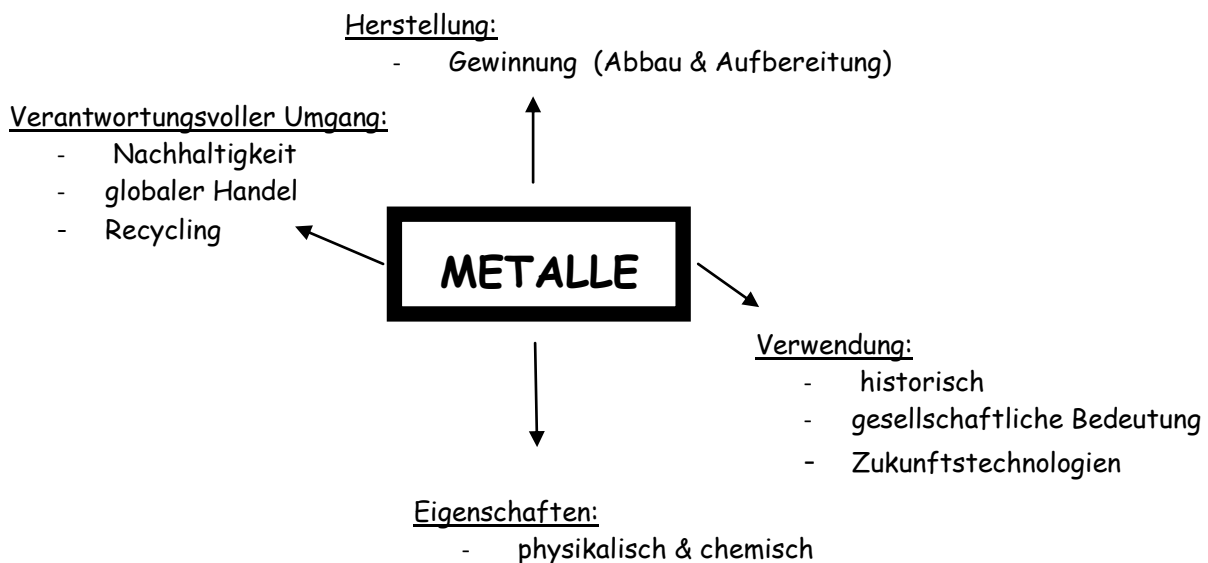 Herstellung:
- Gewinnung (Abbau & Aufbereitung)
Verantwortungsvoller Umgang:
- Nachhaltigkeit
- globaler Handel
- Recycling
METALLE
Verwendung:
- historisch
- gesellschaftliche Bedeutung
- Zukunftstechnologien
Eigenschaften:
- physikalisch & chemisch